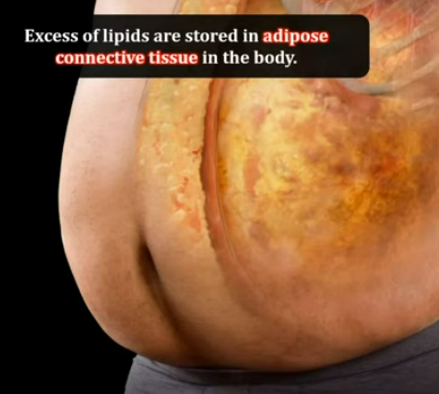 Excess of lipids are stored in adipose
connective tissue in the body.